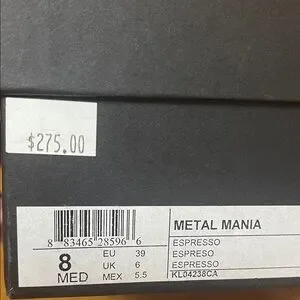 $275.00
METAL MANIA
8 83465 28596 6
ESPRESSO
8 EU 39
ESPRESO
MED UK 6
ESPRESSO
MEX 5.5
KL04238CA